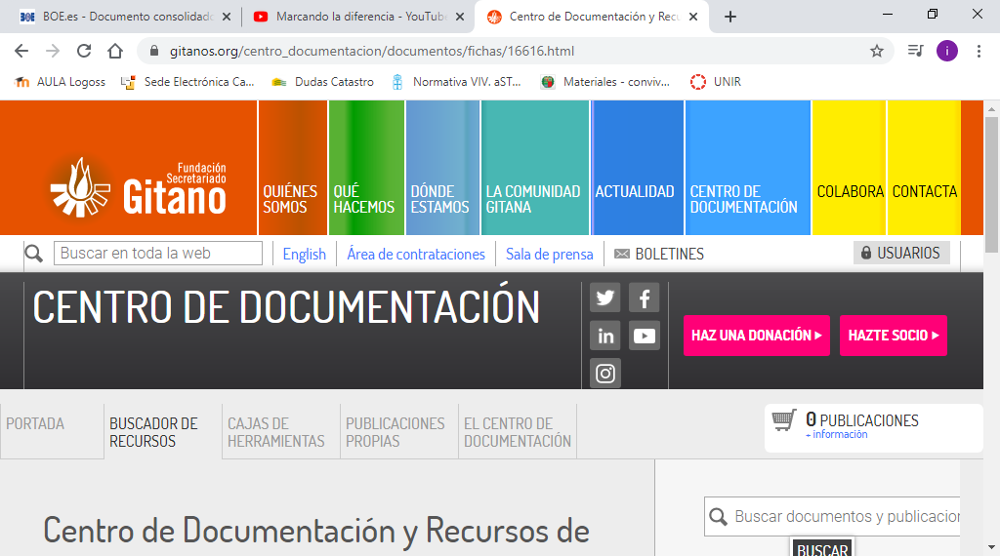 BOE.es - Documento consolidado
Marcando la diferencia - YouTube
Centro de Documentación y Recu
gitanos.org/centro_documentacion/documentos/fichas/16616.html
i
AULA Logoss
Sede Electrónica Ca...
Dudas Catastro
Normativa VIV. aST...
Materiales - conviv...
UNIR
Fundación
Secretariado
Gitano
QUIÉNES
SOMOS
QUÉ
HACEMOS
DÓNDE
ESTAMOS
LA COMUNIDAD
GITANA
ACTUALIDAD
CENTRO DE
DOCUMENTACIÓN
COLABORA
CONTACTA
Buscar en toda la web
English
Área de contrataciones
Sala de prensa
BOLETINES
USUARIOS
CENTRO DE DOCUMENTACIÓN
HAZ UNA DONACIÓN
HAZTE SOCIO
PORTADA
BUSCADOR DE
RECURSOS
CAJAS DE
HERRAMIENTAS
PUBLICACIONES
PROPIAS
EL CENTRO DE
DOCUMENTACIÓN
0 PUBLICACIONES
+ información
Centro de Documentación y Recursos de
Buscar documentos y publicacion
BUSCAR